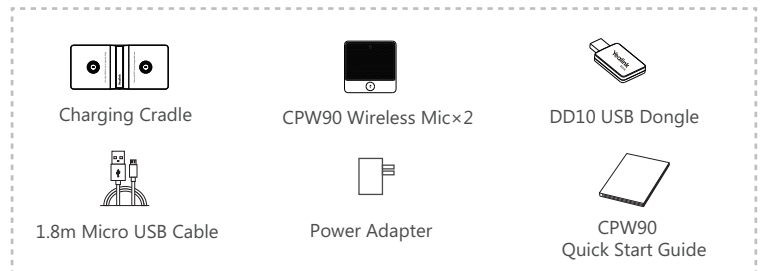 Charging Cradle
CPW90 Wireless Mic×2
DD10 USB Dongle
Yealink
1.8m Micro USB Cable
Power Adapter
CPW90
Quick Start Guide